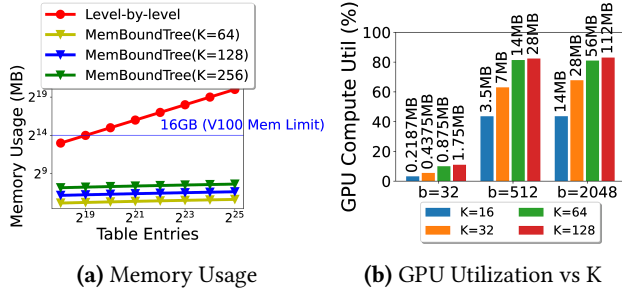 Level-by-level
MemBoundTree(K=64)
MemBoundTree(K=128)
MemBoundTree(K=256)
Memory Usage (MB)
2^19
2^14
2^9
16GB (V100 Mem Limit)
2^19 2^21 2^23 2^25
Table Entries
(a) Memory Usage
GPU Compute Util (%)
100
80
60
40
20
0
0.2187MB
0.4375MB
0.875MB
1.75MB
3.5MB
7MB
14MB
28MB
14MB
28MB
56MB
112MB
b=32 b=512 b=2048
K=16 K=64
K=32 K=128
(b) GPU Utilization vs K